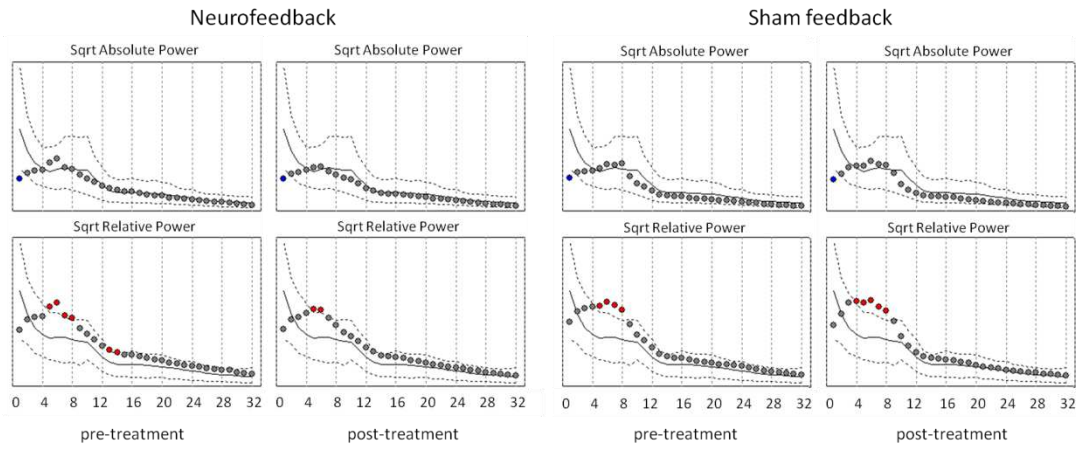 Neurofeedback Sham feedback
Sqrt Absolute Power Sqrt Absolute Power Sqrt Absolute Power Sqrt Absolute Power
Sqrt Relative Power Sqrt Relative Power Sqrt Relative Power Sqrt Relative Power
0 4 8 12 16 20 24 28 32 0 4 8 12 16 20 24 28 32 0 4 8 12 16 20 24 28 32 0 4 8 12 16 20 24 28 32
pre-treatment post-treatment pre-treatment post-treatment